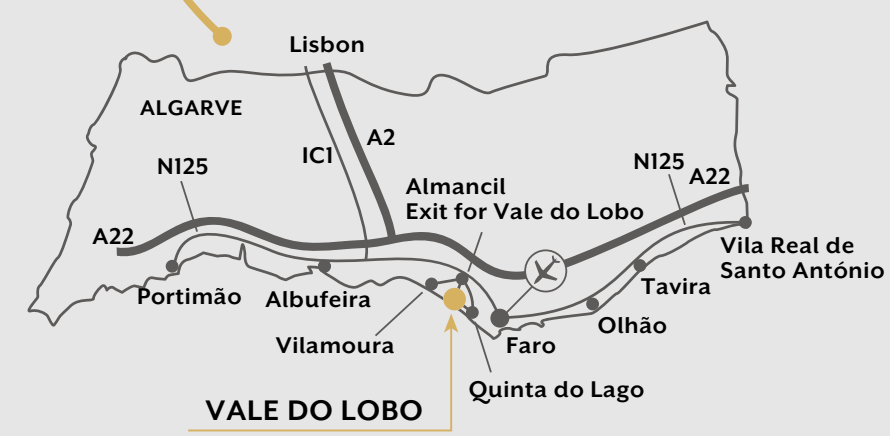 Lisbon
ALGARVE
A2
IC1
N125
N125
A22
Almancil
Exit for Vale do Lobo
A22
Vila Real de
Santo António
Portimão
Albufeira
Tavira
Olhão
Vilamoura
Faro
Quinta do Lago
VALE DO LOBO